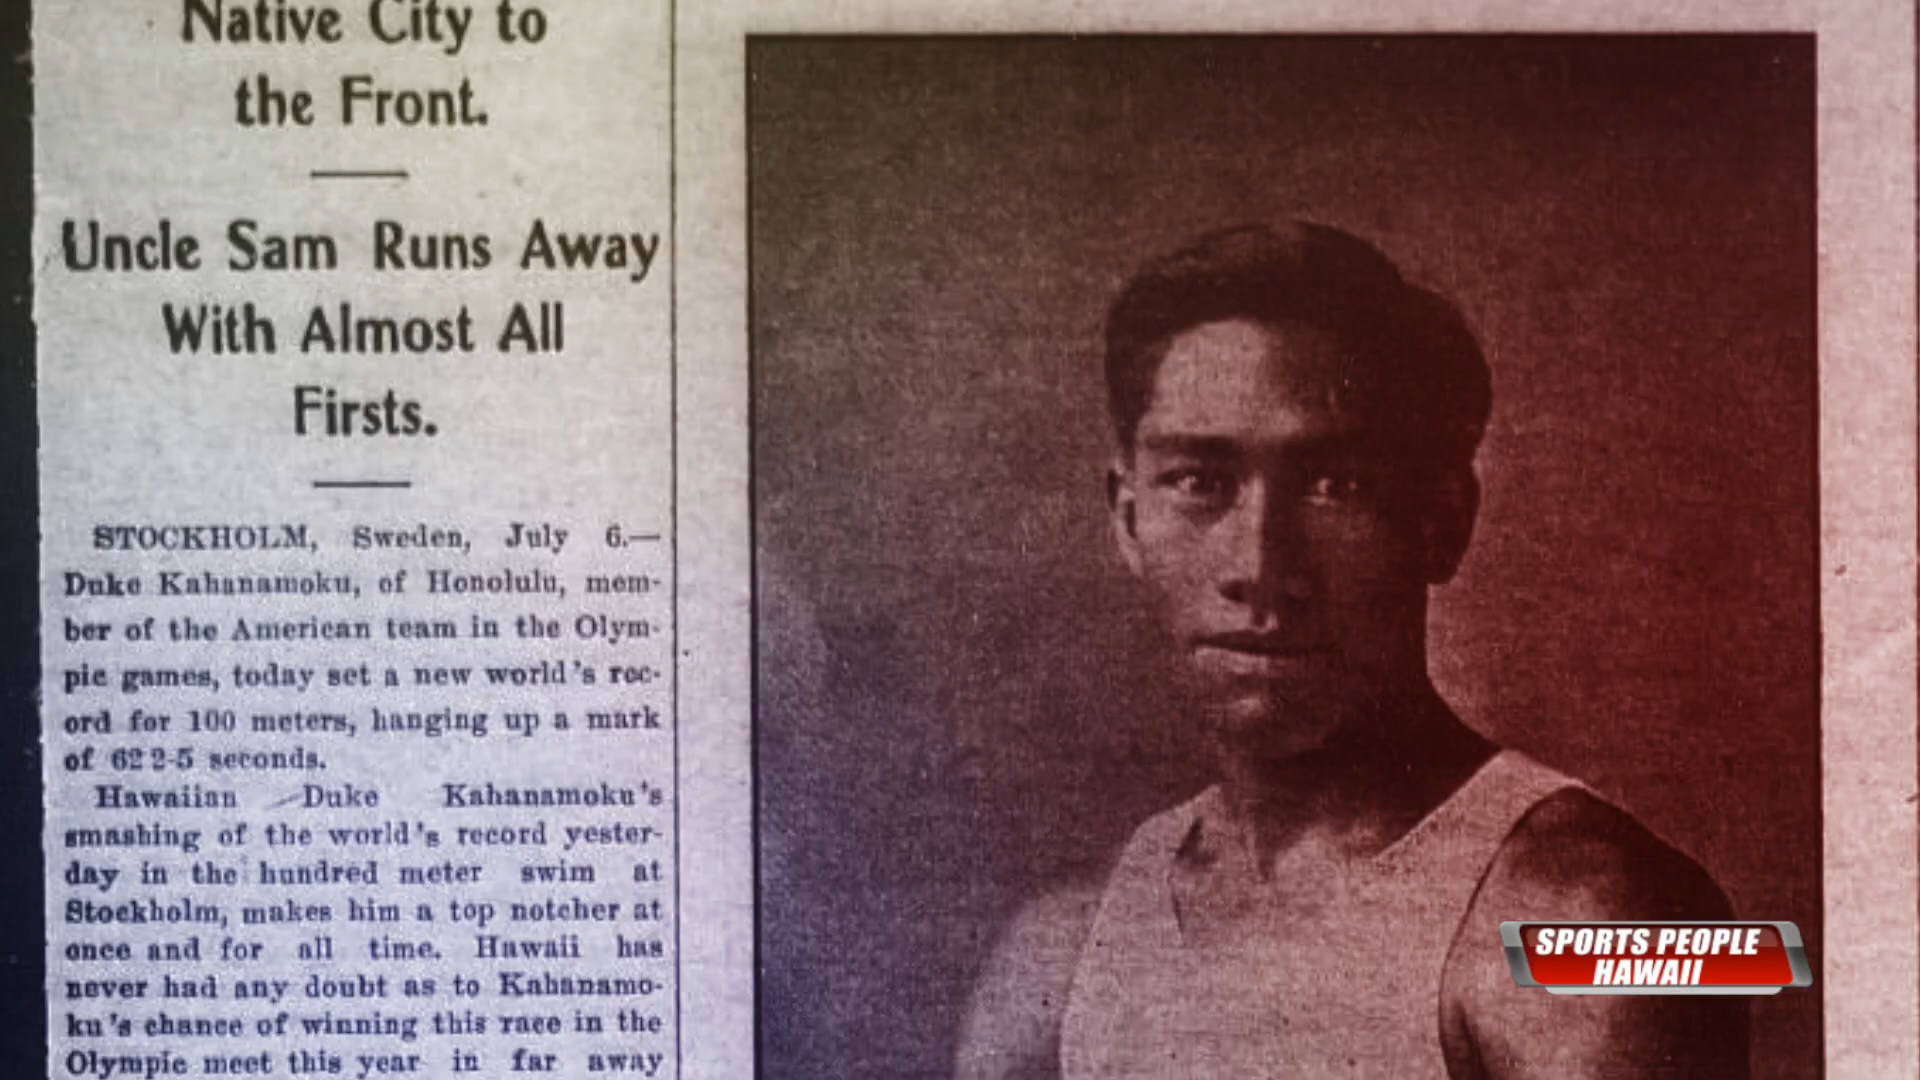 Native City to
the Front.
Uncle Sam Runs Away
With Almost All
Firsts.
STOCKHOLM, Sweden, July 6.—
Duke Kahanamoku, of Honolulu, mem-
ber of the American team in the Olym-
pic games, today set a new world's rec-
ord for 100 meters, hanging up a mark
of 62 2-5 seconds.
Hawaiian Duke Kahanamoku's
smashing of the world's record yester-
day in the hundred meter swim at
Stockholm, makes him a top notcher at
once and for all time. Hawaii has
never had any doubt as to Kahanamo-
ku's chance of winning this race in the
Olympic meet this year in far away
SPORTS PEOPLE
HAWAII